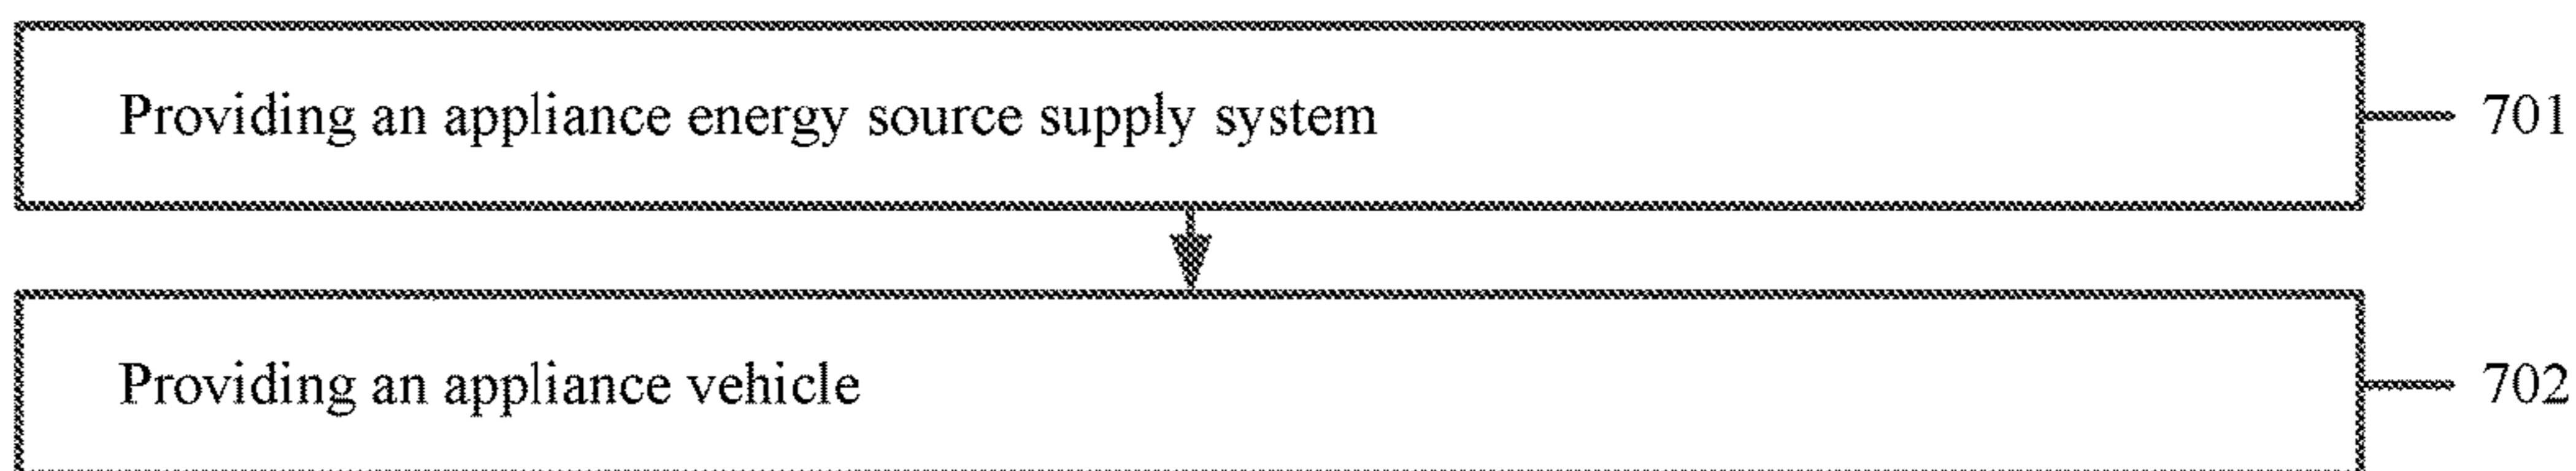 Providing an appliance energy source supply system
701
Providing an appliance vehicle
702